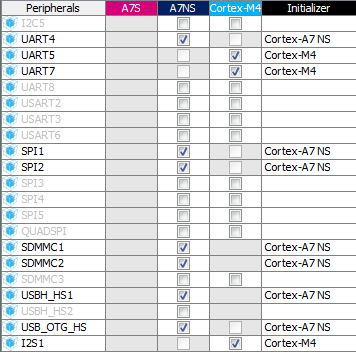 Peripherals A7S A7NS Cortex-M4 Initializer
I2C5
UART4 Cortex-A7 NS
UART5 Cortex-M4
UART7 Cortex-M4
UART8
USART2
USART3
USART6
SPI1 Cortex-A7 NS
SPI2 Cortex-A7 NS
SPI3
SPI4
SPI5
QUADSPI
SDMMC1 Cortex-A7 NS
SDMMC2 Cortex-A7 NS
SDMMC3
USBH_HS1 Cortex-A7 NS
USBH_HS2
USB_OTG_HS Cortex-A7 NS
I2S1 Cortex-M4